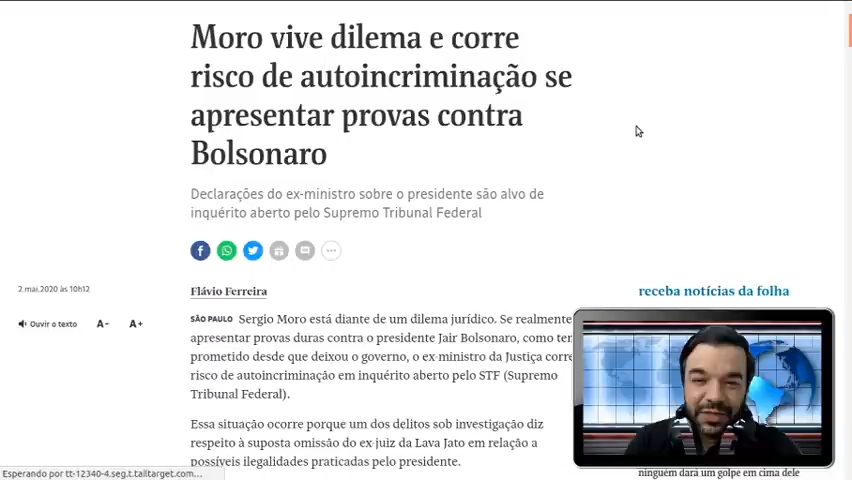 Moro vive dilema e corre
risco de autoincriminação se
apresentar provas contra
Bolsonaro
Declarações do ex-ministro sobre o presidente são alvo de
inquérito aberto pelo Supremo Tribunal Federal
2.mai.2020 às 10h12
Ouvir o texto A- A+
Flávio Ferreira
SÃO PAULO Sergio Moro está diante de um dilema jurídico. Se realmente
apresentar provas duras contra o presidente Jair Bolsonaro, como
prometido desde que deixou o governo, o ex-ministro da Justiça corre
risco de autoincriminação em inquérito aberto pelo STF (Supremo
Tribunal Federal).
Essa situação ocorre porque um dos delitos sob investigação diz
respeito à suposta omissão do ex-juiz da Lava Jato em relação a
possíveis ilegalidades praticadas pelo presidente.
receba notícias da folha
ninguém dará um golpe em cima dele
Esperando por tt-12340-4.seg.t.tailtarget.com...